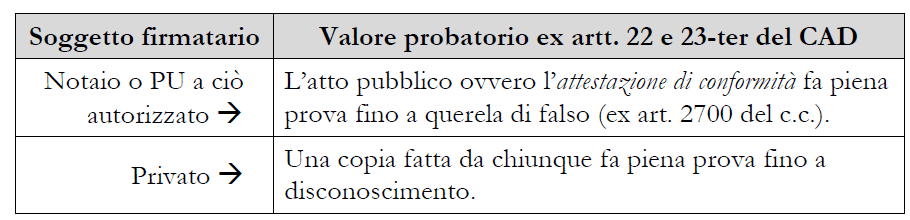 Soggetto firmatario Valore probatorio ex artt. 22 e 23-ter del CAD
Notaio o PU a ciò
autorizzato →
L'atto pubblico ovvero l'attestazione di conformità fa piena
prova fino a querela di falso (ex art. 2700 del c.c.).
Privato →
Una copia fatta da chiunque fa piena prova fino a
disconoscimento.